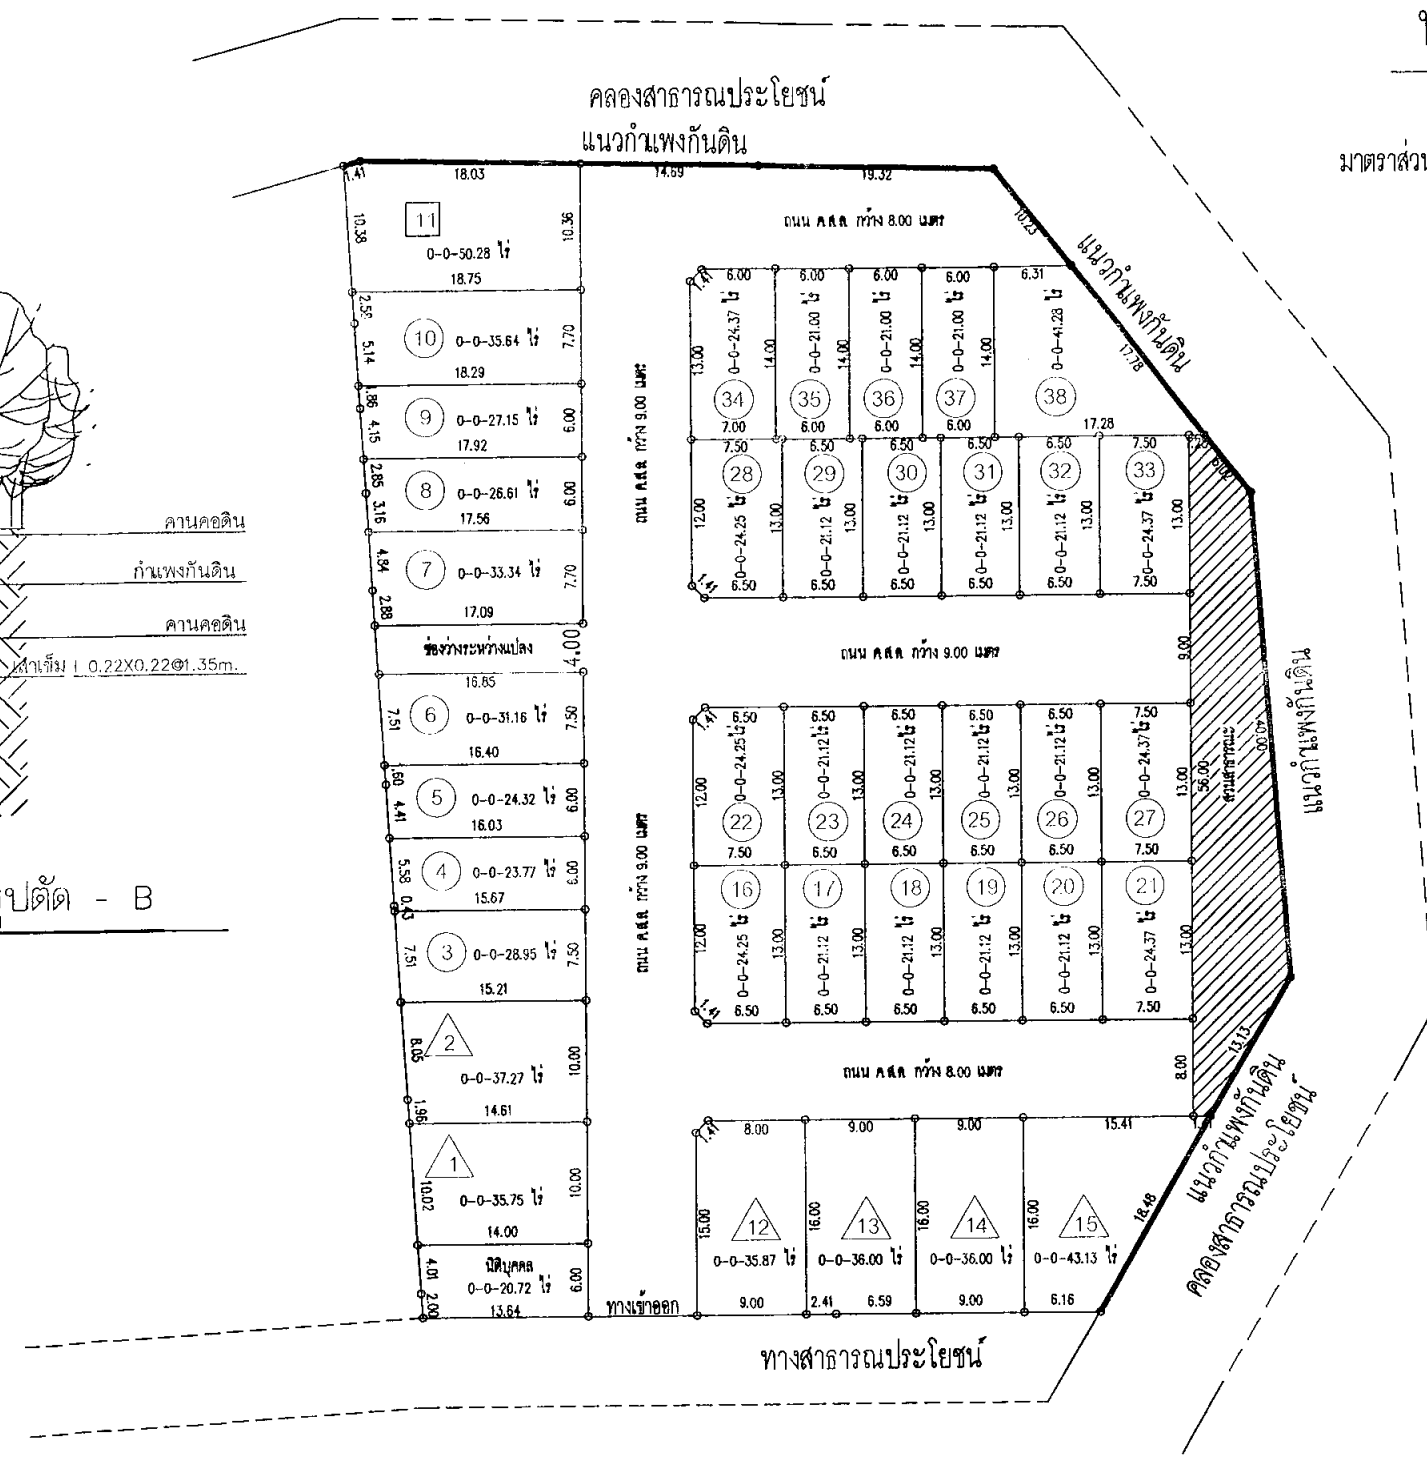 มาตราส่วน
คลองสาธารณประโยชน์
แนวกำแพงกันดิน
1.41
18.03
14.69
19.32
10.38
11
0-0-50.28 ไร่
18.75
10.36
ถนน ค.ส.ล. กว้าง 8.00 เมตร
10.23
แนวกำแพงกันดิน
17.78
5.14
10
0-0-35.64 ไร่
18.29
7.70
4.15
9
0-0-27.15 ไร่
17.92
6.00
2.85
3.16
8
0-0-26.61 ไร่
17.56
6.00
4.84
2.88
7
0-0-33.34 ไร่
17.09
7.70
ช่องว่างระหว่างแปลง
4.00
16.85
7.51
6
0-0-31.16 ไร่
16.40
7.50
4.41
5
0-0-24.32 ไร่
16.03
6.00
5.58
0.43
4
0-0-23.77 ไร่
15.67
6.00
7.51
3
0-0-28.95 ไร่
15.21
7.50
8.05
1.96
2
0-0-37.27 ไร่
14.61
10.00
10.02
1
0-0-35.75 ไร่
14.00
10.00
4.01
2.00
นิติบุคคล
0-0-20.72 ไร่
13.64
6.00
ถนน ค.ส.ล. กว้าง 9.00 เมตร
ถนน ค.ส.ล. กว้าง 9.00 เมตร
1.41
6.00
6.00
6.00
6.00
6.31
13.00
0-0-24.37 ไร่
14.00
0-0-21.00 ไร่
14.00
0-0-21.00 ไร่
14.00
0-0-21.00 ไร่
14.00
0-0-41.28 ไร่
34
35
36
37
38
7.00
6.00
6.00
6.00
17.28
7.50
6.50
6.50
6.50
6.50
7.50
6.02
28
29
30
31
32
33
12.00
0-0-24.25 ไร่
13.00
0-0-21.12 ไร่
13.00
0-0-21.12 ไร่
13.00
0-0-21.12 ไร่
13.00
0-0-21.12 ไร่
13.00
0-0-24.37 ไร่
13.00
1.41
6.50
6.50
6.50
6.50
6.50
7.50
ถนน ค.ส.ล. กว้าง 9.00 เมตร
9.00
1.41
6.50
6.50
6.50
6.50
6.50
7.50
12.00
0-0-24.25 ไร่
13.00
0-0-21.12 ไร่
13.00
0-0-21.12 ไร่
13.00
0-0-21.12 ไร่
13.00
0-0-21.12 ไร่
13.00
0-0-24.37 ไร่
13.00
22
23
24
25
26
27
7.50
6.50
6.50
6.50
6.50
7.50
56.00
สวนสาธารณะ
40.00
แนวกำแพงกันดิน
16
17
18
19
20
21
12.00
0-0-24.25 ไร่
13.00
0-0-21.12 ไร่
13.00
0-0-21.12 ไร่
13.00
0-0-21.12 ไร่
13.00
0-0-21.12 ไร่
13.00
0-0-24.37 ไร่
13.00
1.41
6.50
6.50
6.50
6.50
6.50
7.50
ถนน ค.ส.ล. กว้าง 8.00 เมตร
8.00
13.13
แนวกำแพงกันดิน
คลองสาธารณประโยชน์
1.41
8.00
9.00
9.00
15.41
15.00
12
0-0-35.87 ไร่
16.00
13
0-0-36.00 ไร่
16.00
14
0-0-36.00 ไร่
16.00
15
0-0-43.13 ไร่
18.48
ทางเข้าออก
9.00
2.41
6.59
9.00
6.16
ทางสาธารณประโยชน์
คานคอดิน
กำแพงกันดิน
คานคอดิน
เสาเข็ม I 0.22X0.22@1.35m.
รูปตัด - B